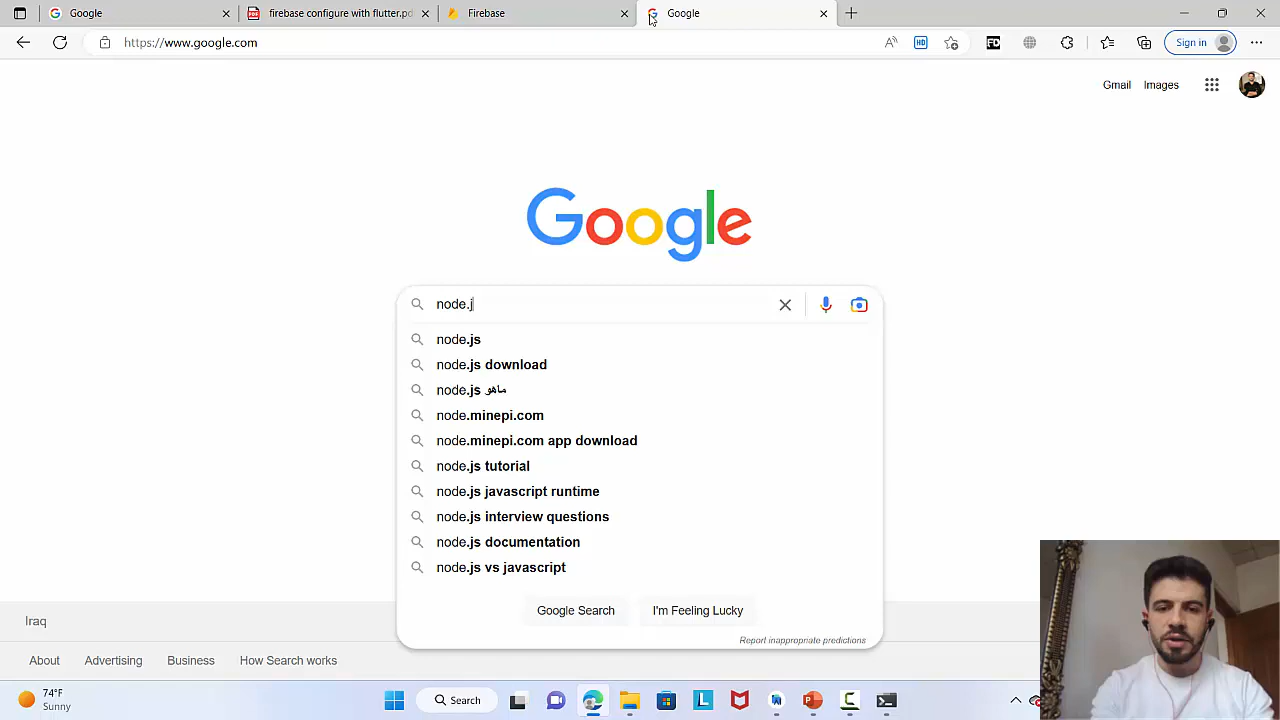 Google
firebase configure with flutter.pd
Firebase
Google
https://www.google.com
HD
FD
Sign in
Gmail
Images
Google
node.j
node.js
node.js download
node.js ماهو
node.minepi.com
node.minepi.com app download
node.js tutorial
node.js javascript runtime
node.js interview questions
node.js documentation
node.js vs javascript
Google Search
I'm Feeling Lucky
Report inappropriate predictions
Iraq
About
Advertising
Business
How Search works
74°F
Sunny
Search